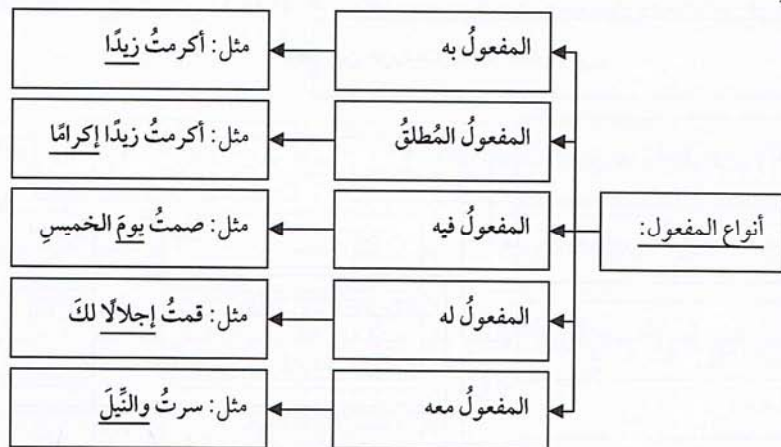 أنواع المفعول:
المفعولُ به
مثل: أكرمتُ زيدًا
المفعولُ المُطلقُ
مثل: أكرمتُ زيدًا إكرامًا
المفعولُ فيه
مثل: صمتُ يومَ الخميسِ
المفعولُ له
مثل: قمتُ إجلالًا لكَ
المفعولُ معه
مثل: سرتُ والنِّيلَ